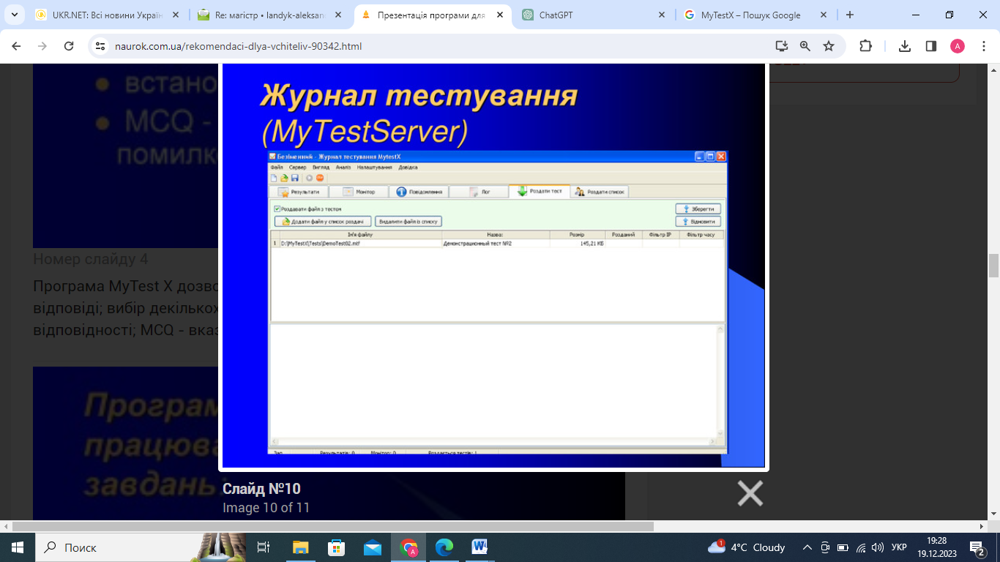 UKR.NET: Всі новини Україн
Re: магістр • landyk-aleksan
Презентація програми для
ChatGPT
MyTestX – Пошук Google
naurok.com.ua/rekomendaci-dlya-vchiteliv-90342.html
A
встано
MCQ -
помилк
Номер слайду 4
Програма MyTest X дозво
відповіді; вибір декількох
відповідності; MCQ - вказ
Програм
працюва
завдань:
Журнал тестування
(MyTestServer)
Безіменний - Журнал тестування MytestX
Файл Сервер Вигляд Аналіз Налаштування Довідка
Результати Монітор Повідомлення Лог Роздати тест Роздати список
Роздавати файл з тестом
Зберегти
Додати файл у список роздачі Видалити файл із списку
Відновити
Ім'я файлу Назва: Розмір Розданий Фільтр IP Фільтр часу
1 D:\MyTestX\Tests\DemoTest02.mtf Демонстрационный тест №2 145,21 КБ
Результатів: 0 Монітор: 0 Роздається тестів: 1
Слайд №10
Image 10 of 11
Поиск
1
4°C Cloudy
УКР
19:28
19.12.2023
2